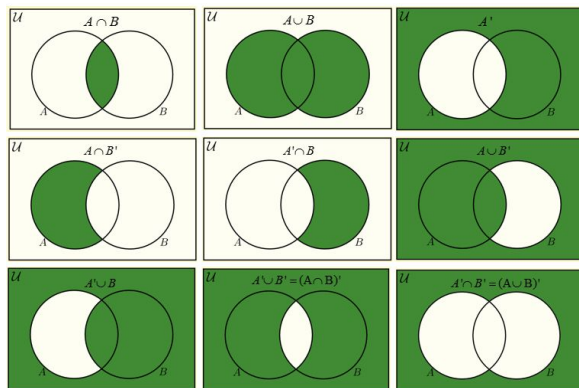 𝒰 A ∩ B
A B
𝒰 A ∪ B
A B
𝒰 A'
A B
𝒰 A ∩ B'
A B
𝒰 A' ∩ B
A B
𝒰 A ∪ B'
A B
𝒰 A' ∪ B
A B
𝒰 A' ∪ B' = (A ∩ B)'
A B
𝒰 A' ∩ B' = (A ∪ B)'
A B